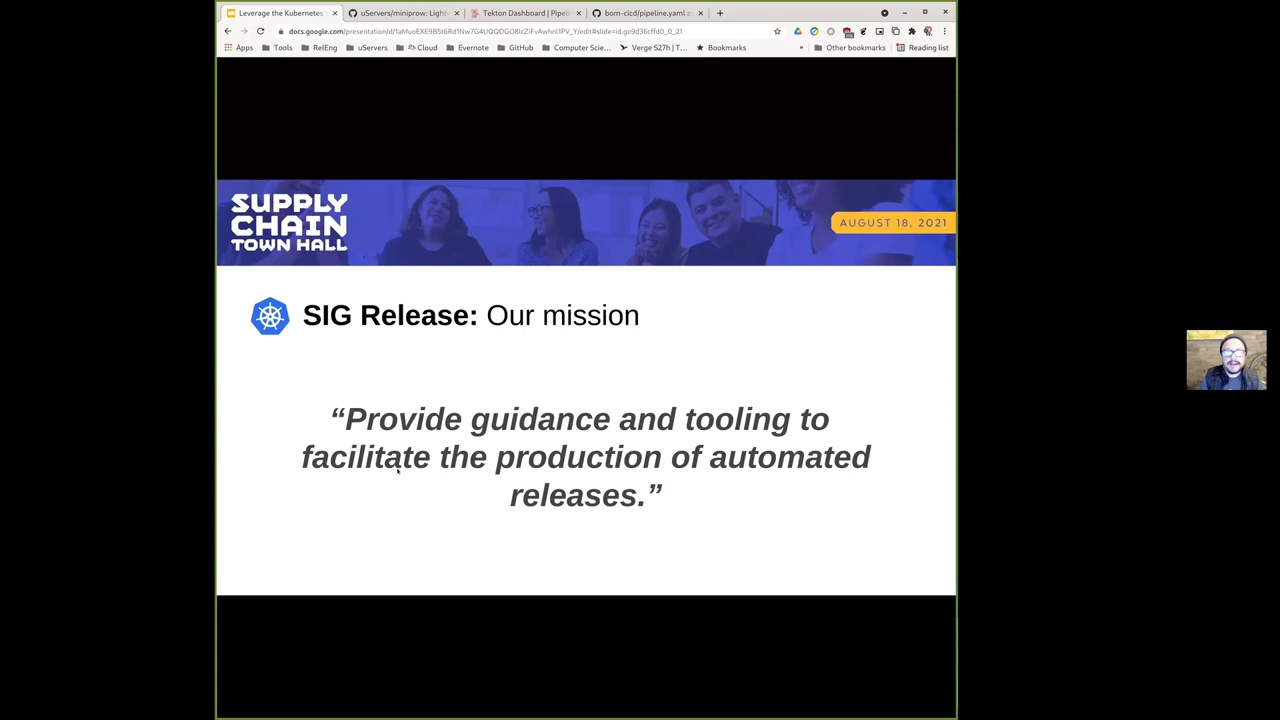 Leverage the Kubernetes
uServers/miniprow: Light
Tekton Dashboard | Pipeli
bom-cicd/pipeline.yaml a
Apps
Tools
RelEng
uServers
Cloud
Evernote
GitHub
Computer Scie...
Verge S27h | T...
Bookmarks
»
Other bookmarks
Reading list
SUPPLY
CHAIN
TOWN HALL
AUGUST 18, 2021
SIG Release: Our mission
“Provide guidance and tooling to
facilitate the production of automated
releases.”